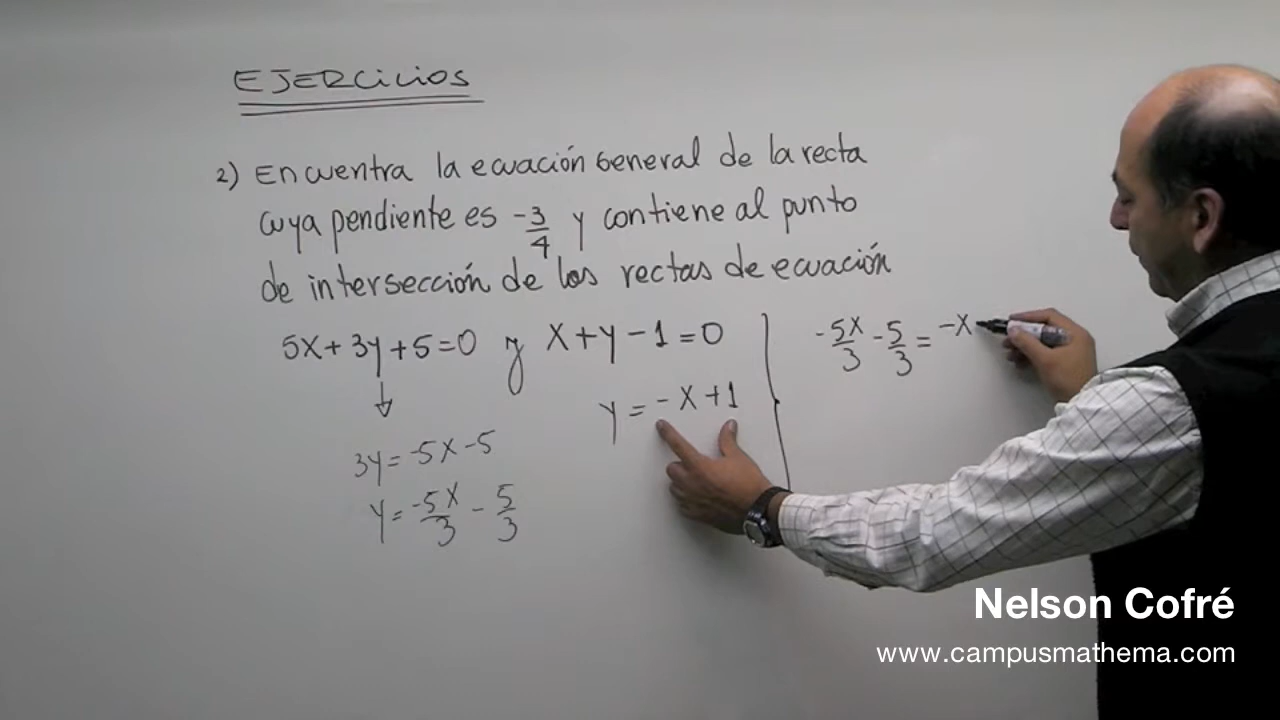 EJERCiCiOS
2) Encuentra la ecuación General de la recta
cuya pendiente es -3/4 y contiene al punto
de intersección de las rectas de ecuación
5x+3y+5=0 y x+y-1=0
y=-x+1
3y=-5x-5
y=-5x/3 - 5/3
-5x/3 - 5/3 = -x
Nelson Cofré
www.campusmathema.com